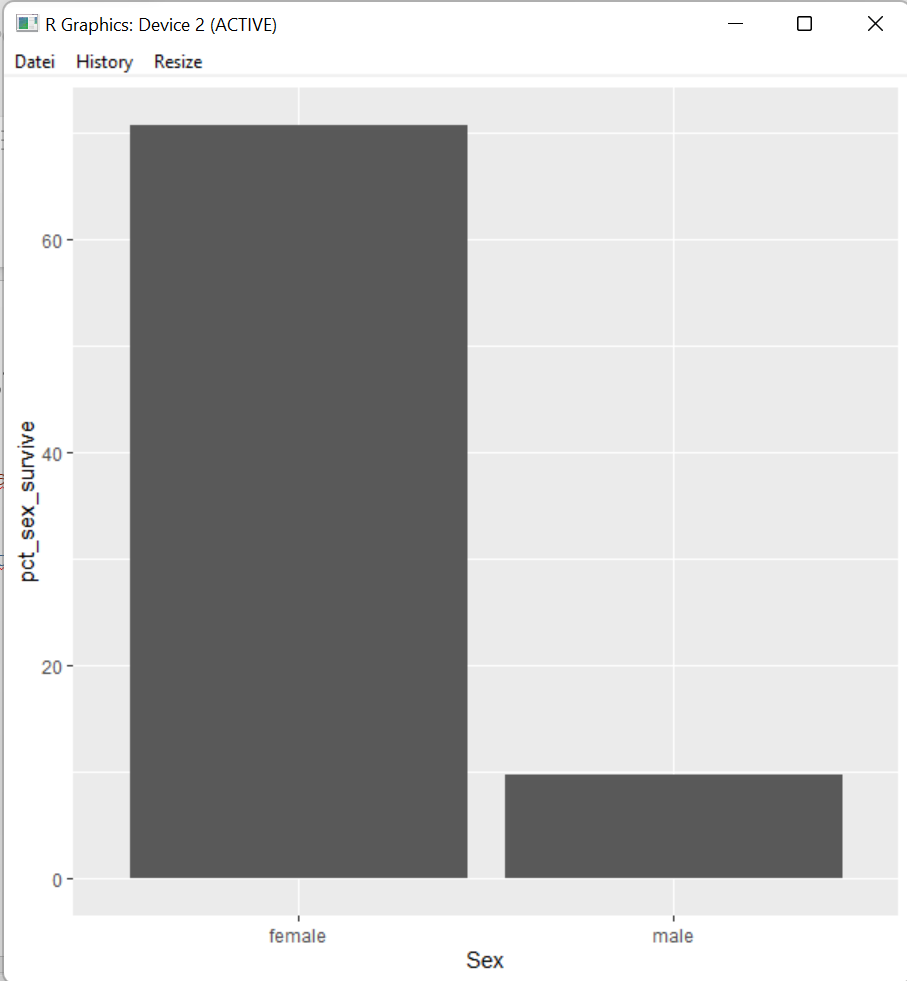 R Graphics: Device 2 (ACTIVE)
Datei History Resize
60
40
20
0
pct_sex_survive
female male
Sex